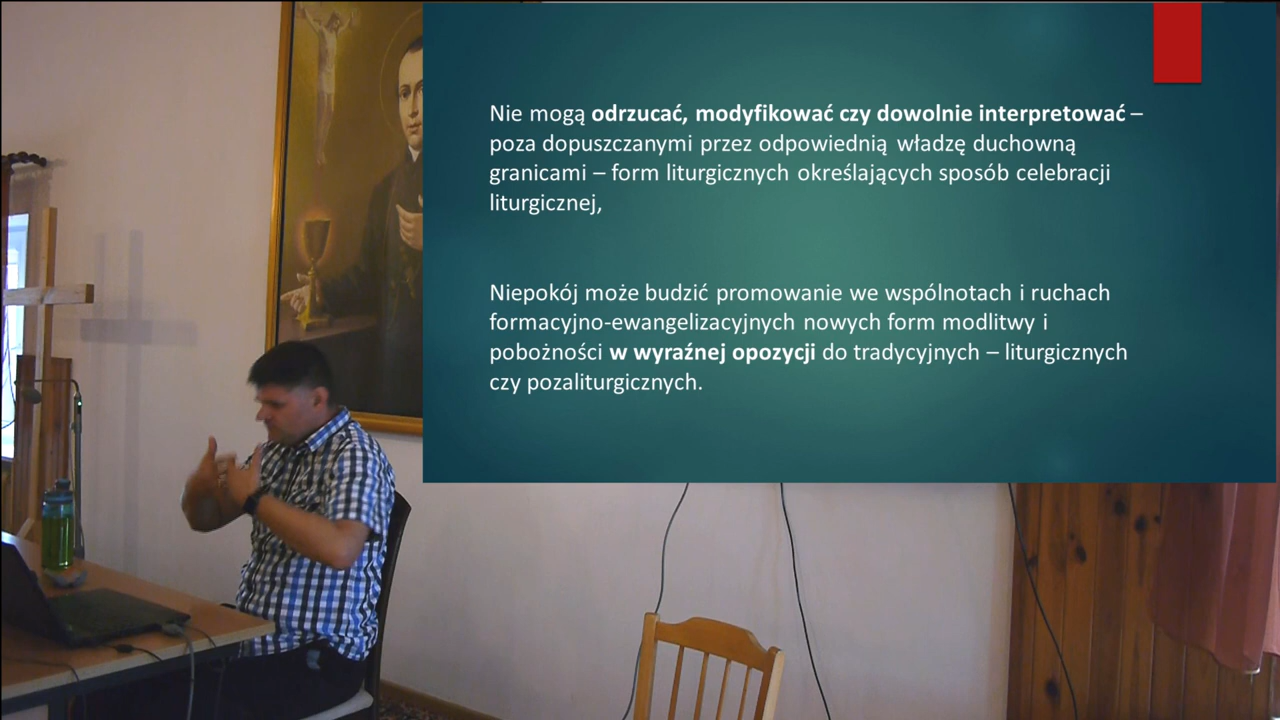 Nie mogą odrzucać, modyfikować czy dowolnie interpretować –
poza dopuszczanymi przez odpowiednią władzę duchowną
granicami – form liturgicznych określających sposób celebracji
liturgicznej,
Niepokój może budzić promowanie we wspólnotach i ruchach
formacyjno-ewangelizacyjnych nowych form modlitwy i
pobożności w wyraźnej opozycji do tradycyjnych – liturgicznych
czy pozaliturgicznych.